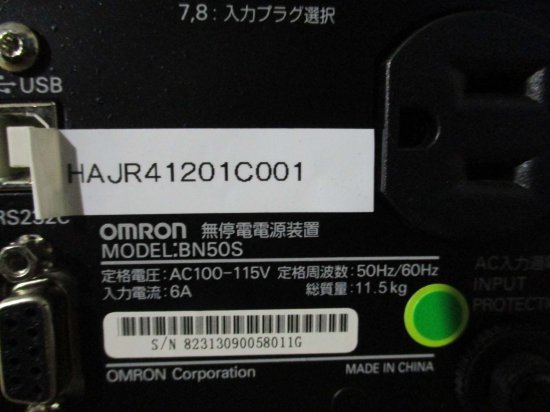 7,8：入力プラグ選択
USB
HAJR41201C001
RS232C
OMRON 無停電電源装置
MODEL:BN50S
定格電圧：AC100-115V 定格周波数：50Hz/60Hz
入力電流：6A 総質量：11.5kg
AC入力過
INPUT
PROTECT
S/N 82313090058011G
OMRON Corporation MADE IN CHINA